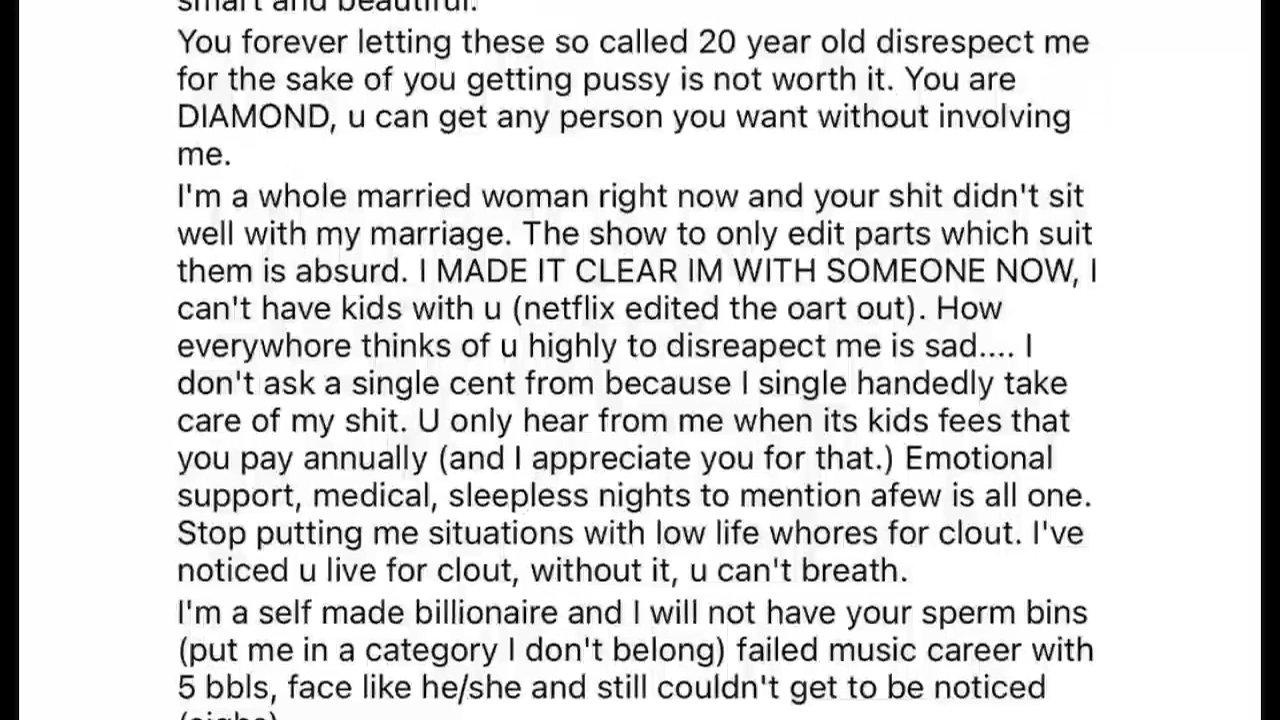 smart and beautiful.
You forever letting these so called 20 year old disrespect me
for the sake of you getting pussy is not worth it. You are
DIAMOND, u can get any person you want without involving
me.
I'm a whole married woman right now and your shit didn't sit
well with my marriage. The show to only edit parts which suit
them is absurd. I MADE IT CLEAR IM WITH SOMEONE NOW, I
can't have kids with u (netflix edited the oart out). How
everywhore thinks of u highly to disreapect me is sad.... I
don't ask a single cent from because I single handedly take
care of my shit. U only hear from me when its kids fees that
you pay annually (and I appreciate you for that.) Emotional
support, medical, sleepless nights to mention afew is all one.
Stop putting me situations with low life whores for clout. I've
noticed u live for clout, without it, u can't breath.
I'm a self made billionaire and I will not have your sperm bins
(put me in a category I don't belong) failed music career with
5 bbls, face like he/she and still couldn't get to be noticed
(sighs)